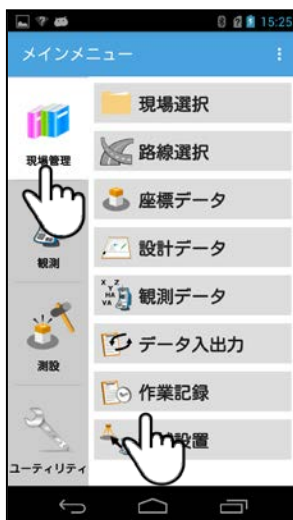 15:25
メインメニュー
現場管理
観測
測設
ユーティリティ
現場選択
路線選択
座標データ
設計データ
X Y Z
HA
VA
観測データ
データ入出力
作業記録
設置